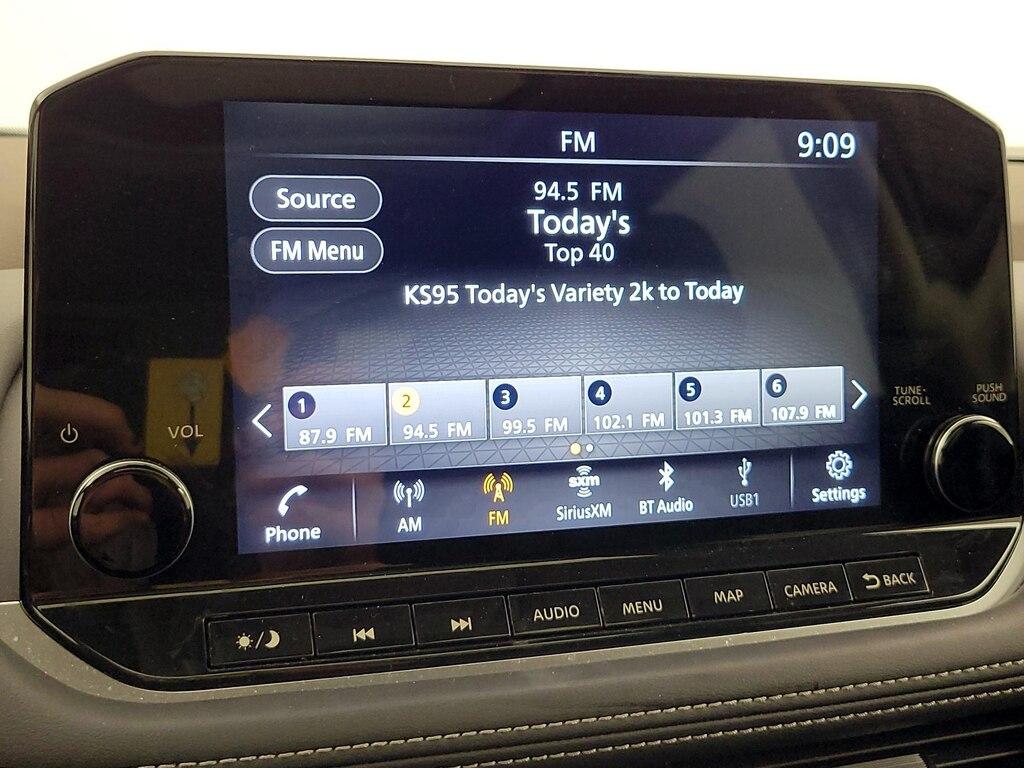 FM
9:09
Source
94.5 FM
Today's
FM Menu
Top 40
KS95 Today's Variety 2k to Today
1
87.9 FM
2
94.5 FM
3
99.5 FM
4
102.1 FM
5
101.3 FM
6
107.9 FM
TUNE·
SCROLL
PUSH
SOUND
VOL
Phone
AM
FM
sxm
SiriusXM
BT Audio
USB1
Settings
AUDIO
MENU
MAP
CAMERA
BACK